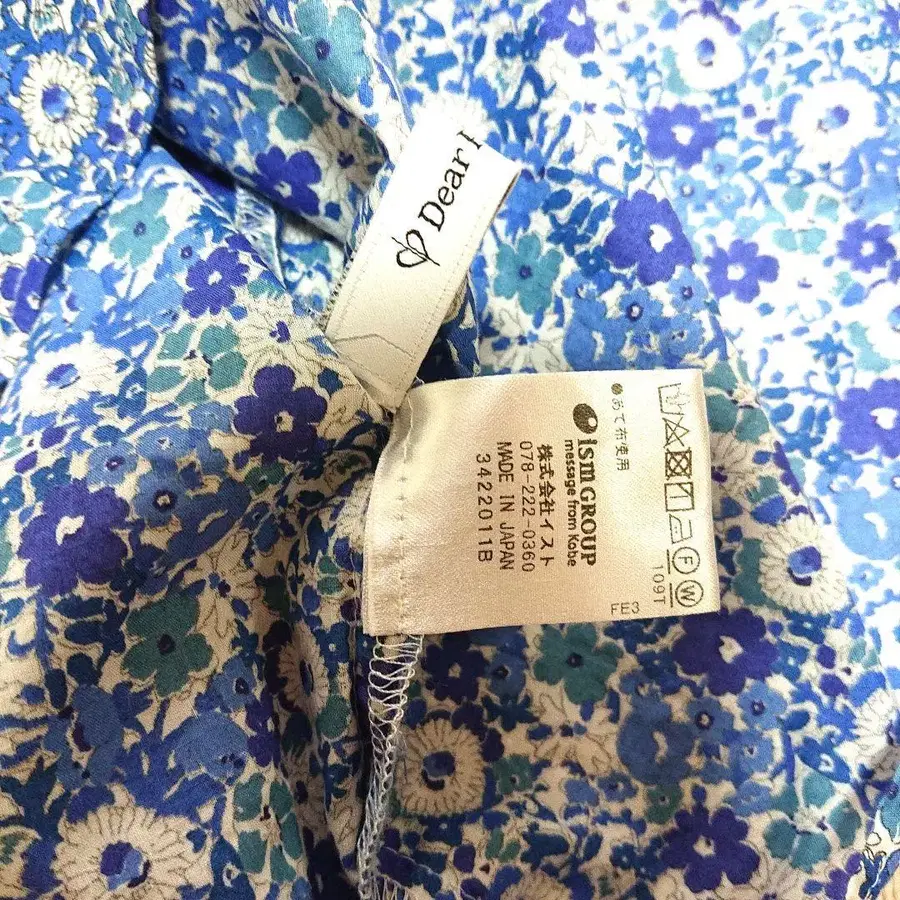 Dear
●あて布使用
ism GROUP
message from Kobe
株式会社イスト
078-222-0360
MADE IN JAPAN
3422011B
F
W
109T
FE3